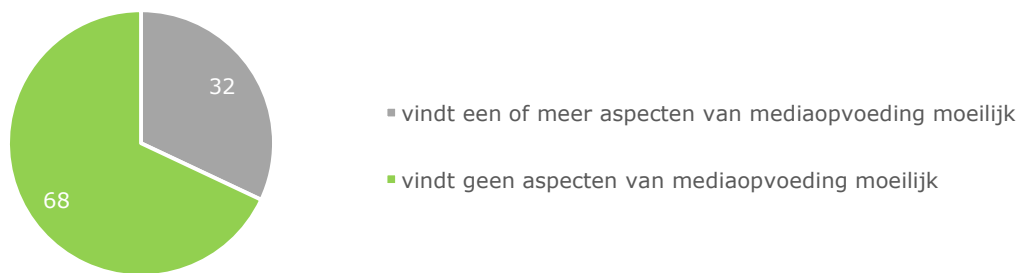 32
vindt een of meer aspecten van mediaopvoeding moeilijk
vindt geen aspecten van mediaopvoeding moeilijk
68